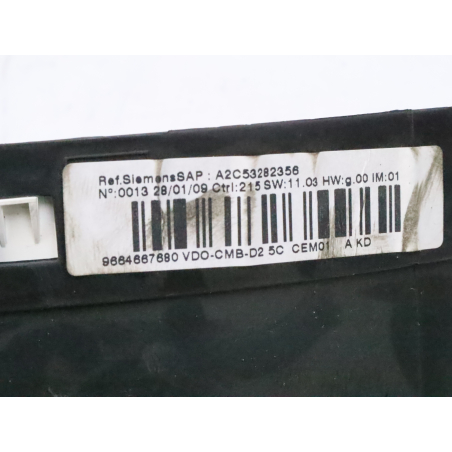 Ref.SiemensSAP : A2C53282356
N°:0013 28/01/09 Ctrl:215 SW:11.03 HW:g.00 IM:01
9664667680 VDO-CMB-D2 5C CEM01 A KD